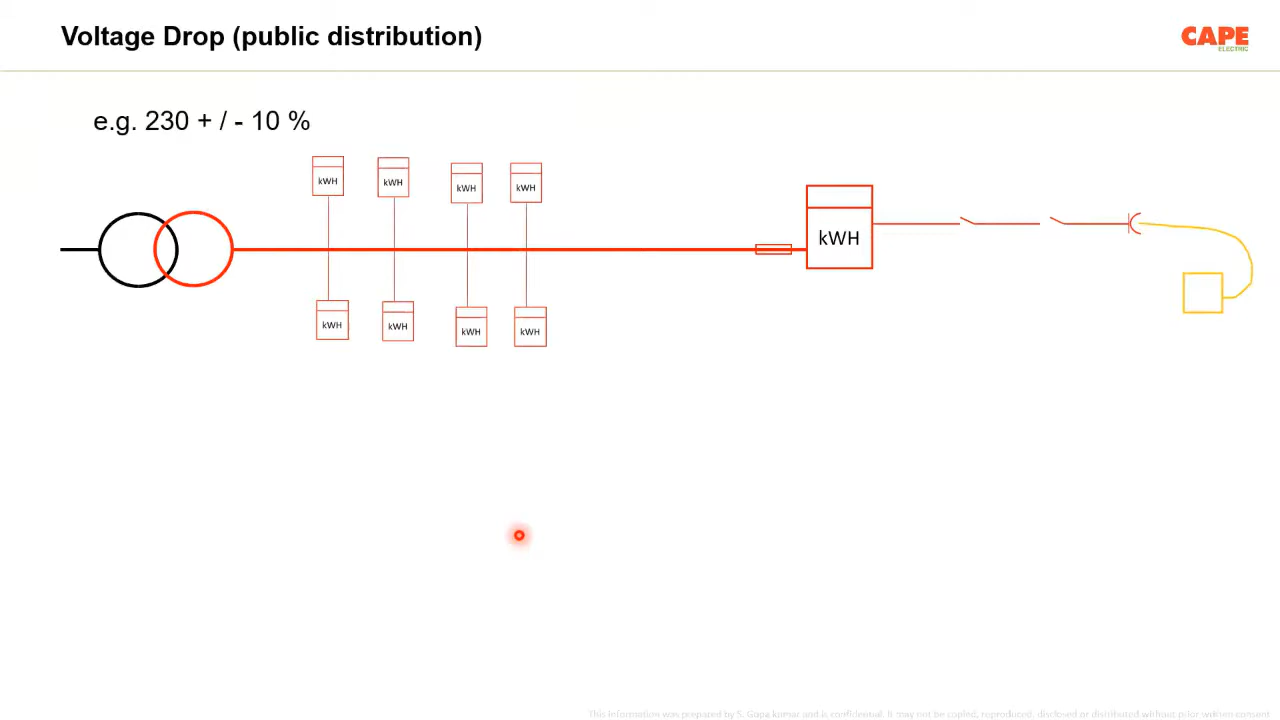 Voltage Drop (public distribution)
CAPE
ELECTRIC
e.g. 230 + / - 10 %
kWH
kWH
kWH
kWH
kWH
kWH
kWH
kWH
kWH
This information was prepared by S. Gopa kumar and is confidential. It may not be copied, reproduced, disclosed or distributed without prior written consent